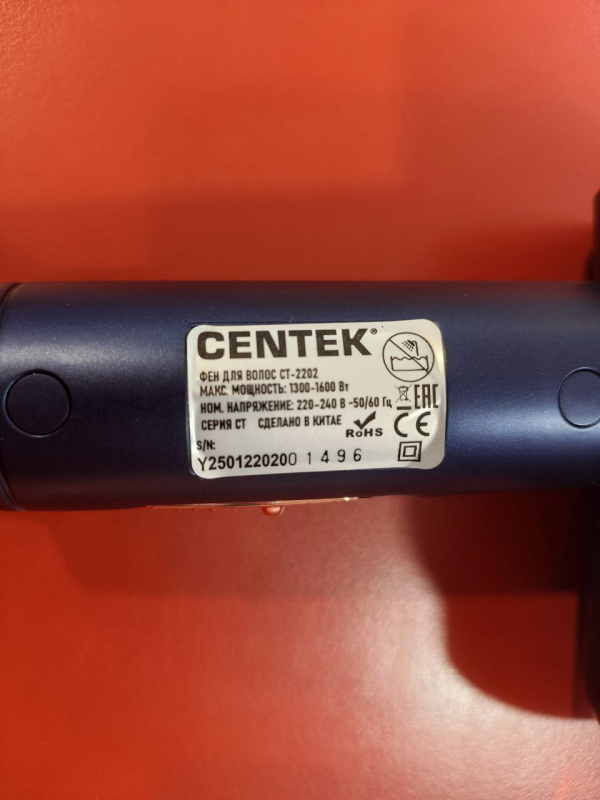 CENTEK®
ФЕН ДЛЯ ВОЛОС CT-2202
МАКС. МОЩНОСТЬ: 1300-1600 Вт
НОМ. НАПРЯЖЕНИЕ: 220-240 В ~50/60 Гц
СЕРИЯ CT СДЕЛАНО В КИТАЕ
RoHS
EAC
CE
S/N:
Y25012202001496